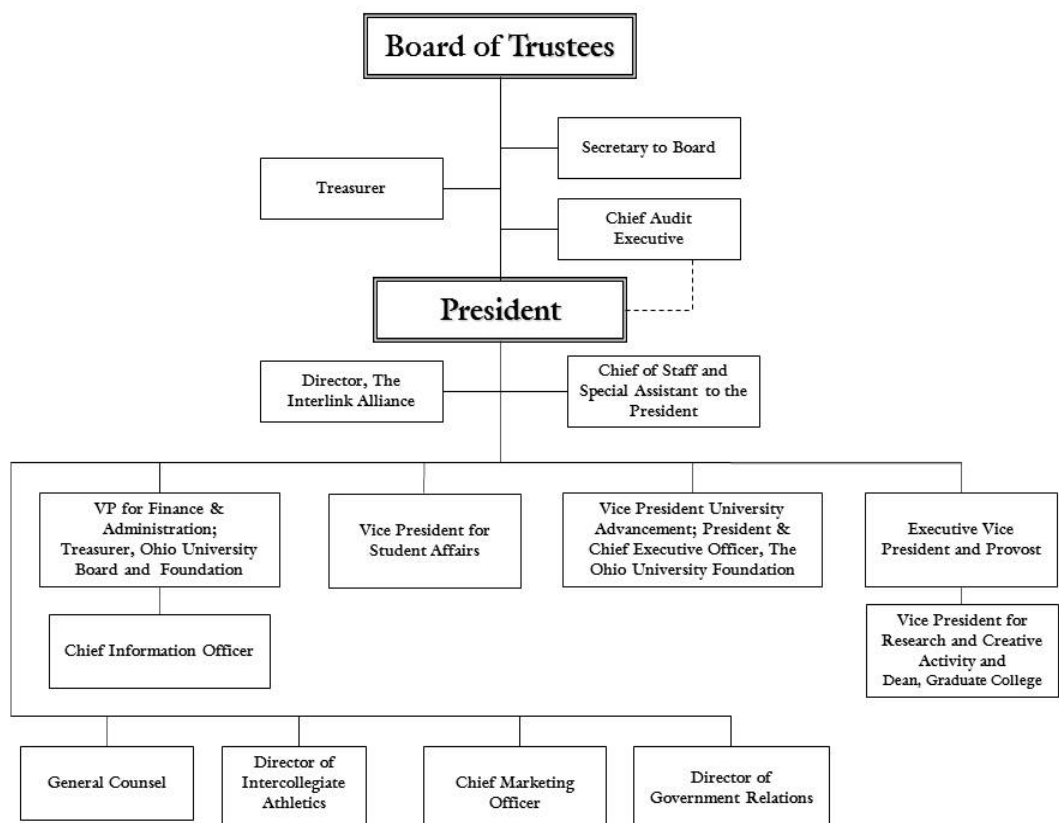 Board of Trustees
Secretary to Board
Treasurer
Chief Audit
Executive
President
Director, The
Interlink Alliance
Chief of Staff and
Special Assistant to the
President
VP for Finance &
Administration;
Treasurer, Ohio University
Board and Foundation
Vice President for
Student Affairs
Vice President University
Advancement; President &
Chief Executive Officer, The
Ohio University Foundation
Executive Vice
President and Provost
Chief Information Officer
Vice President for
Research and Creative
Activity and
Dean, Graduate College
General Counsel
Director of
Intercollegiate
Athletics
Chief Marketing
Officer
Director of
Government Relations